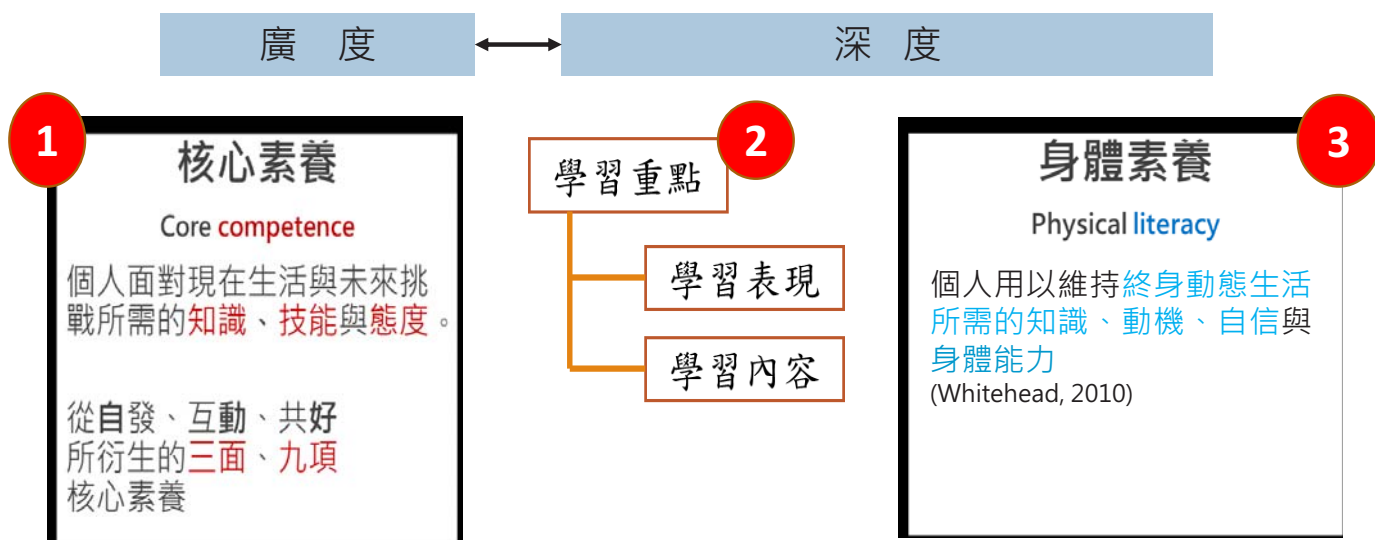 廣 度
深 度
1
核心素養
Core competence
個人面對現在生活與未來挑
戰所需的知識、技能與態度。
從自發、互動、共好
所衍生的三面、九項
核心素養
2
學習重點
學習表現
學習內容
3
身體素養
Physical literacy
個人用以維持終身動態生活
所需的知識、動機、自信與
身體能力
(Whitehead, 2010)